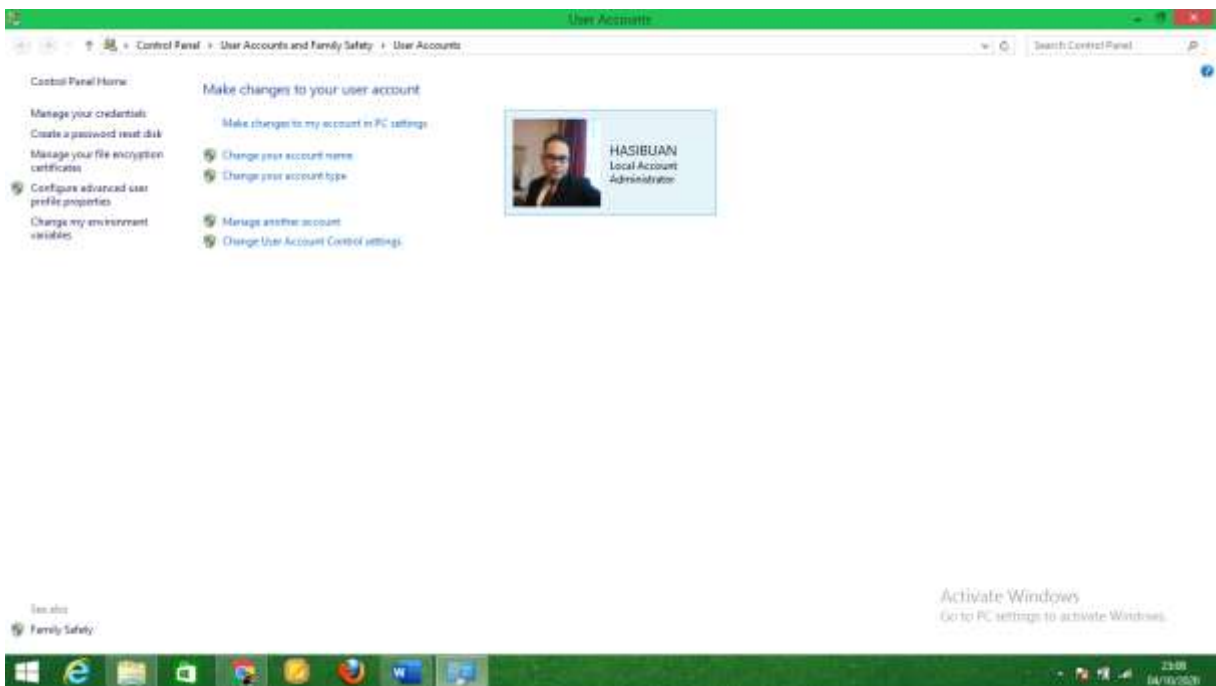 User Accounts
Control Panel
User Accounts and Family Safety
User Accounts
Search Control Panel
Control Panel Home
Manage your credentials
Create a password reset disk
Manage your file encryption
certificates
Configure advanced user
profile properties
Change my environment
variables
Make changes to your user account
Make changes to my account in PC settings
Change your account name
Change your account type
Manage another account
Change User Account Control settings
HASIBUAN
Local Account
Administrator
See also
Family Safety
Activate Windows
Go to PC settings to activate Windows.
W
04/10/2020